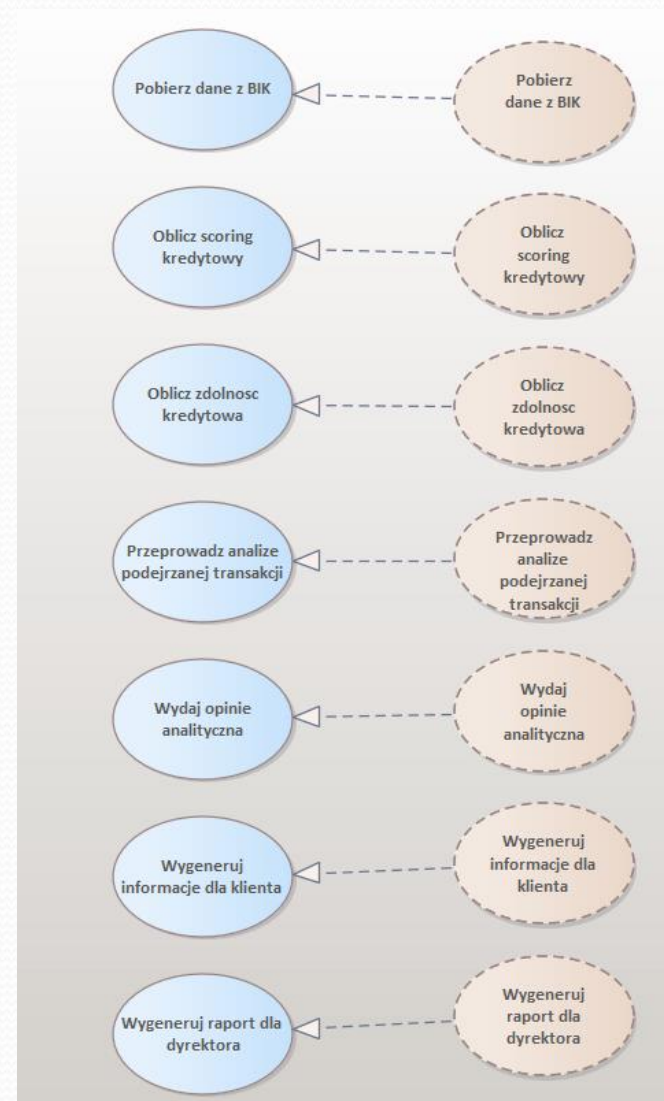 Pobierz dane z BIK
Pobierz
dane z BIK
Oblicz scoring
kredytowy
Oblicz
scoring
kredytowy
Oblicz zdolnosc
kredytowa
Oblicz
zdolnosc
kredytowa
Przeprowadz analize
podejrzanej transakcji
Przeprowadz
analize
podejrzanej
transakcji
Wydaj opinie
analityczna
Wydaj
opinie
analityczna
Wygeneruj
informacje dla klienta
Wygeneruj
informacje dla
klienta
Wygeneruj raport dla
dyrektora
Wygeneruj
raport dla
dyrektora